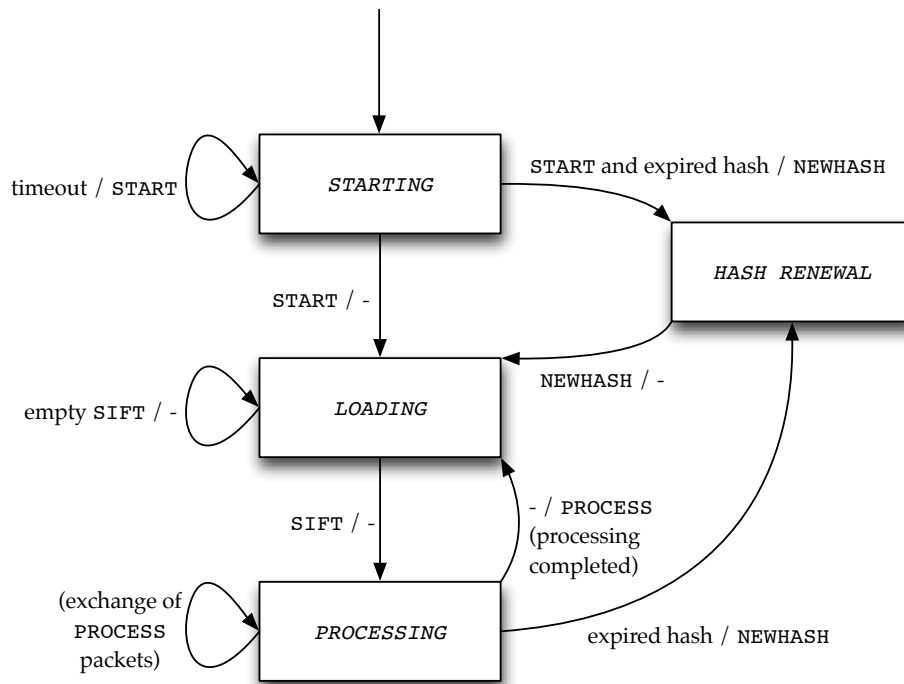 START and expired hash / NEWHASH
timeout / START
STARTING
HASH RENEWAL
START / -
NEWHASH / -
empty SIFT / -
LOADING
SIFT / -
- / PROCESS
(processing
completed)
(exchange of
PROCESS
packets)
PROCESSING
expired hash / NEWHASH